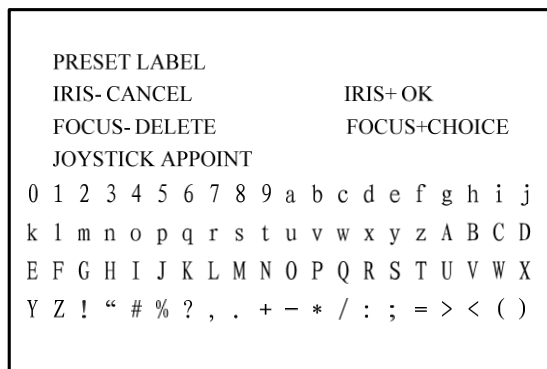 PRESET LABEL
IRIS- CANCEL IRIS+ OK
FOCUS- DELETE FOCUS+CHOICE
JOYSTICK APPOINT
0 1 2 3 4 5 6 7 8 9 a b c d e f g h i j
k l m n o p q r s t u v w x y z A B C D
E F G H I J K L M N O P Q R S T U V W X
Y Z ! “ # % ? , . + − * / : ; = > < ( )